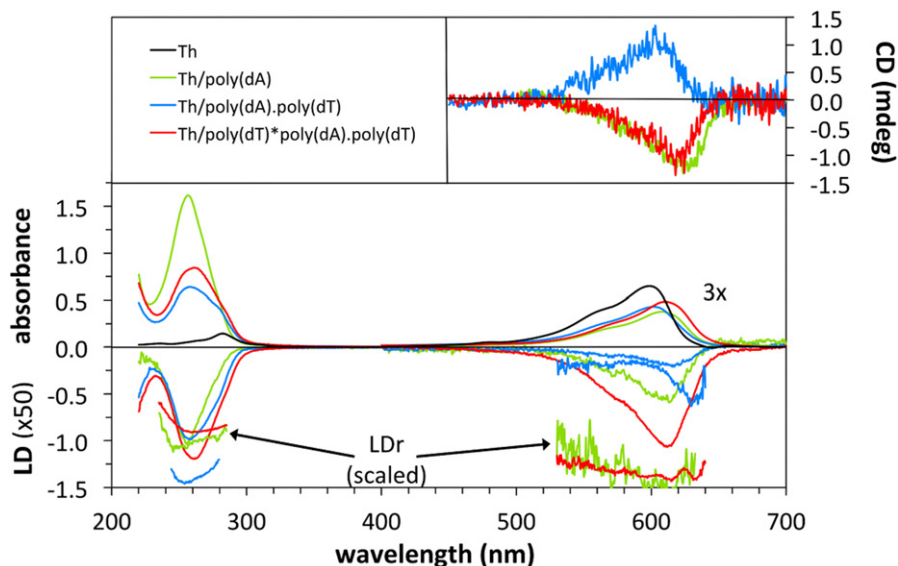 Th
Th/poly(dA)
Th/poly(dA).poly(dT)
Th/poly(dT)*poly(dA).poly(dT)
1.5
1.0
0.5
0.0
-0.5
-1.0
-1.5
CD (mdeg)
absorbance
1.5
1.0
0.5
0.0
-0.5
-1.0
-1.5
LD (x50)
3x
LDr
(scaled)
200 300 400 500 600 700
wavelength (nm)